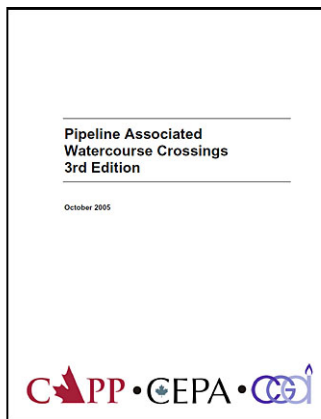 Pipeline Associated
Watercourse Crossings
3rd Edition
October 2005
CAPP • CEPA • CGA